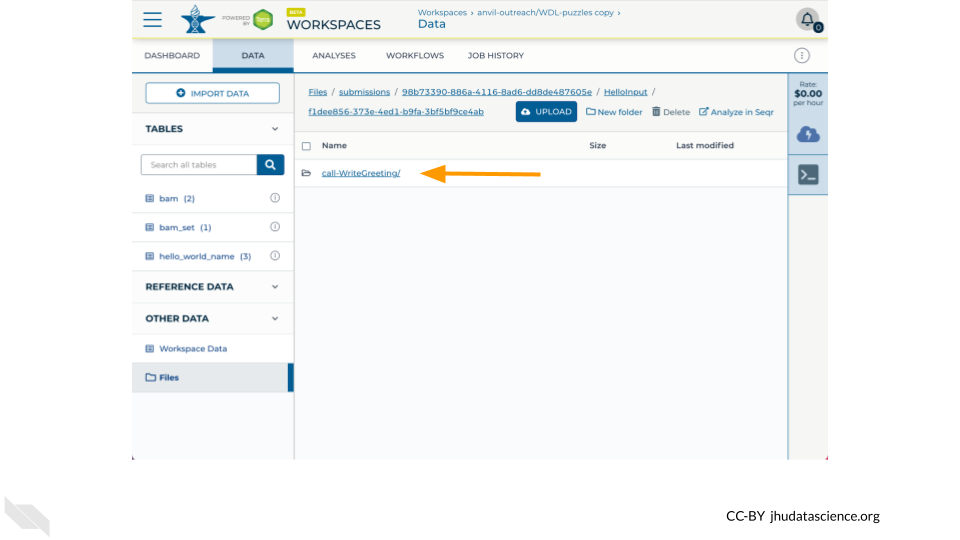 POWERED BY
Terra
BETA
WORKSPACES
Workspaces › anvil-outreach/WDL-puzzles copy ›
Data
0
DASHBOARD DATA ANALYSES WORKFLOWS JOB HISTORY
IMPORT DATA
Files / submissions / 98b73390-886a-4116-8ad6-dd8de487605e / HelloInput /
f1dee856-373e-4ed1-b9fa-3bf5bf9ce4ab UPLOAD New folder Delete Analyze in Seqr
Rate:
$0.00
per hour
TABLES
Name Size Last modified
Search all tables
call-WriteGreeting/
bam (2)
bam_set (1)
hello_world_name (3)
REFERENCE DATA
OTHER DATA
Workspace Data
Files
CC-BY jhudatascience.org